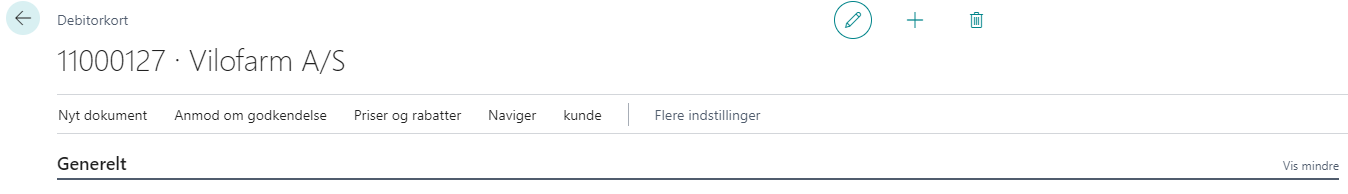 Debitorkort
11000127 · Vilofarm A/S
Nyt dokument Anmod om godkendelse Priser og rabatter Naviger kunde Flere indstillinger
Generelt Vis mindre